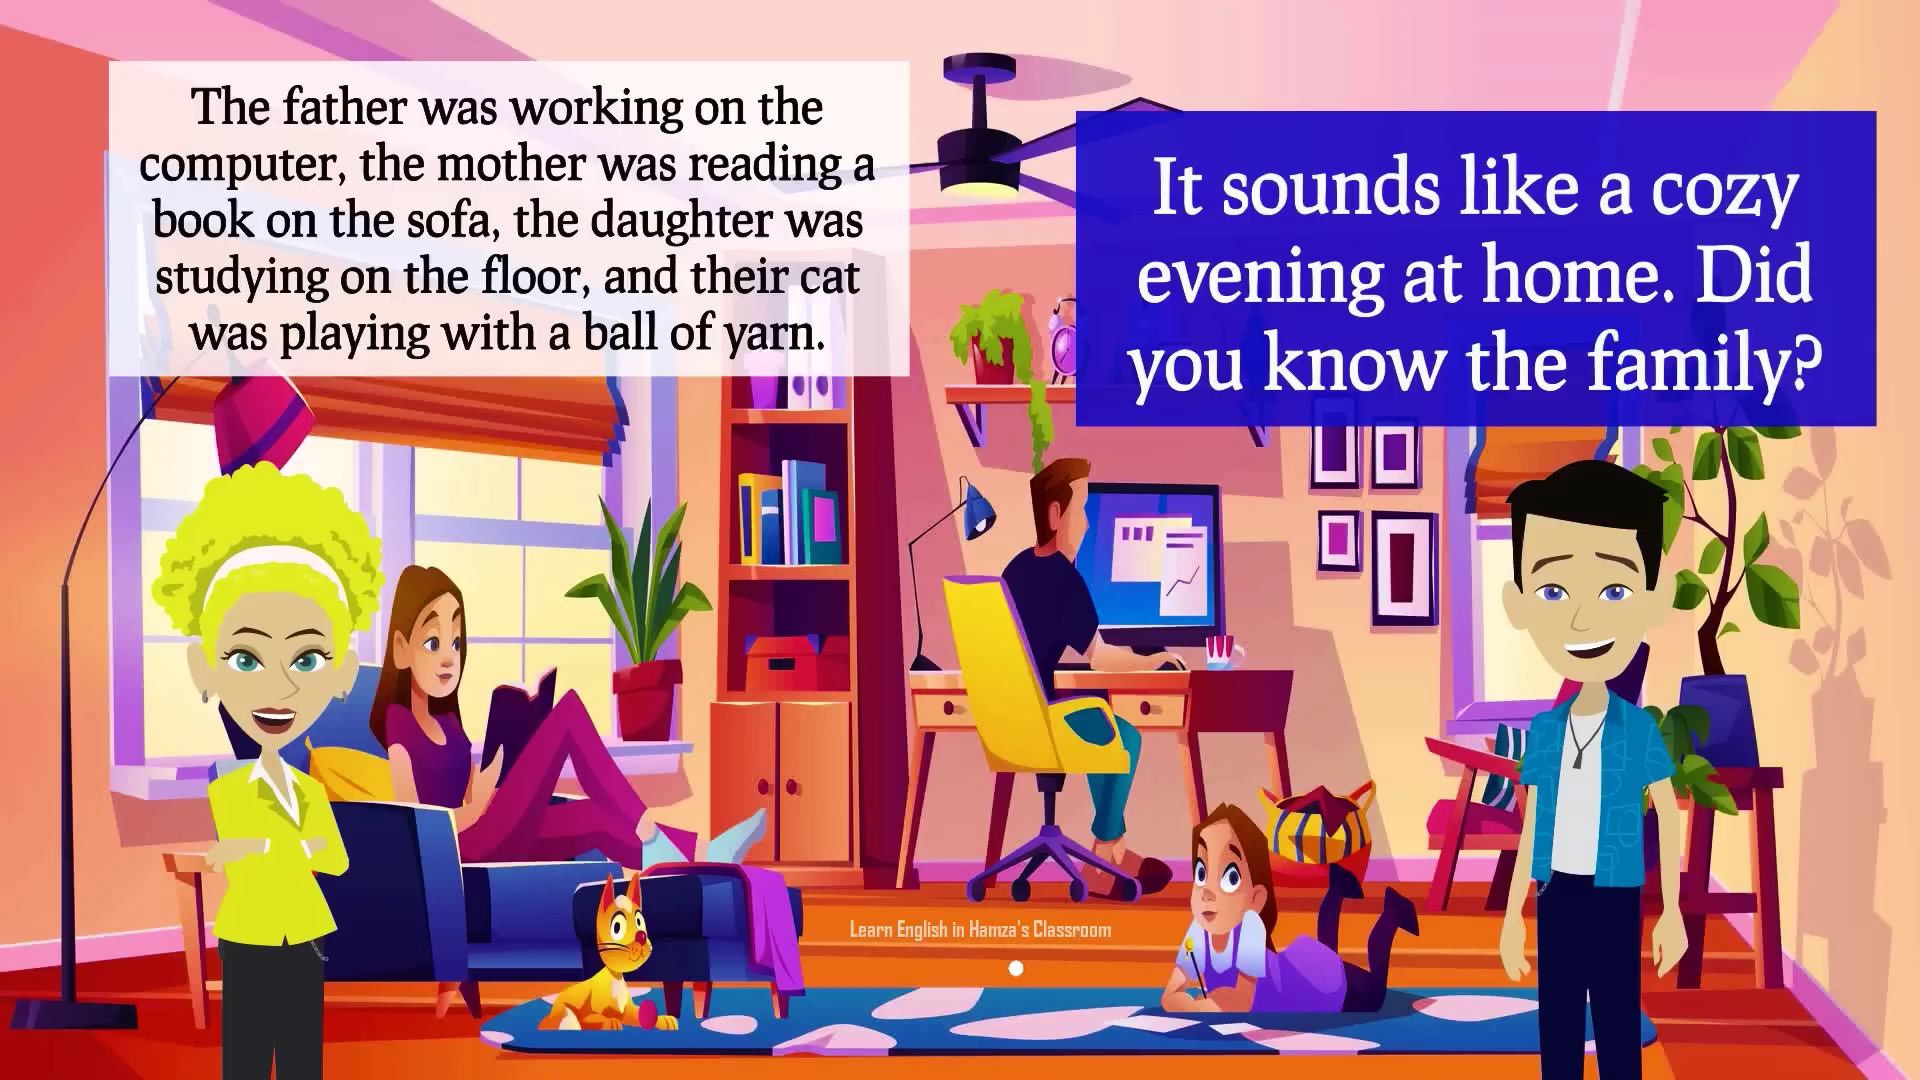 The father was working on the
computer, the mother was reading a
book on the sofa, the daughter was
studying on the floor, and their cat
was playing with a ball of yarn.
It sounds like a cozy
evening at home. Did
you know the family?
Learn English in Hamza's Classroom